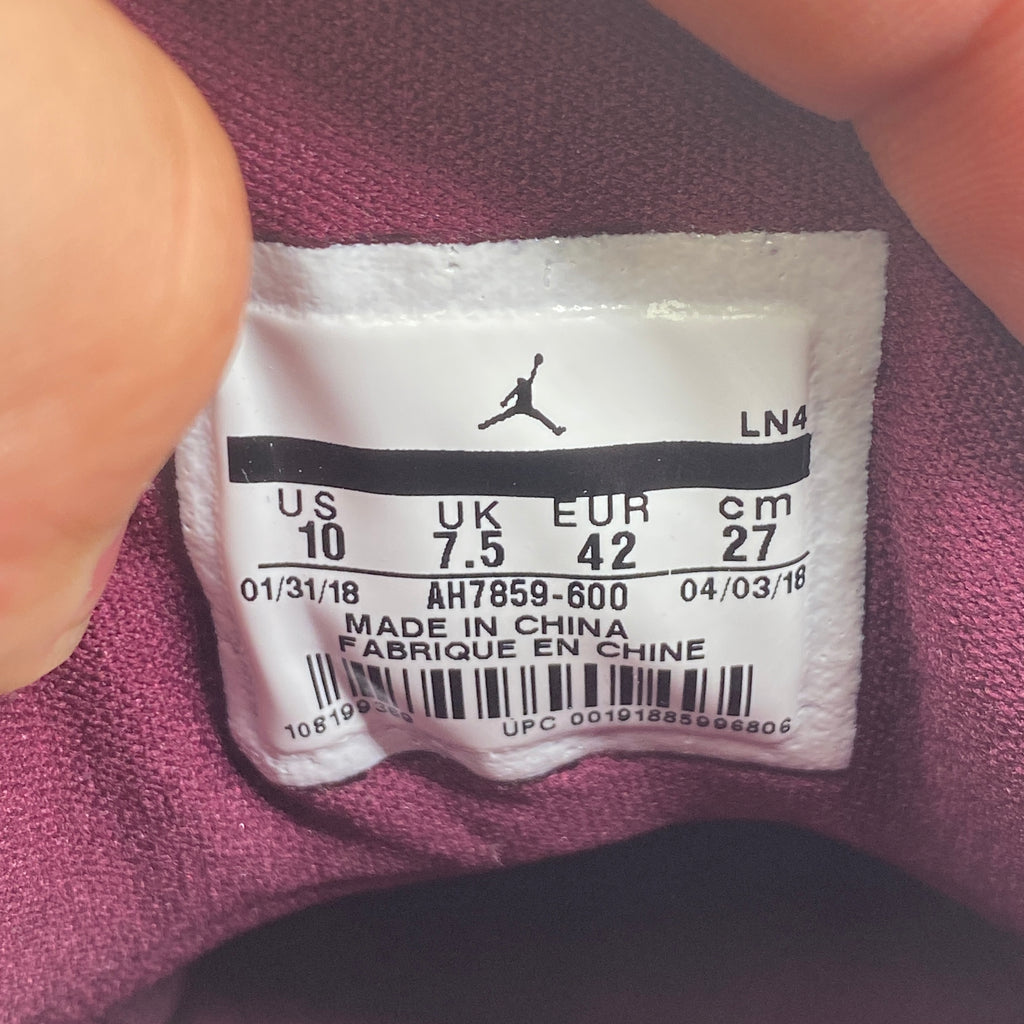 LN4
US UK EUR cm
10 7.5 42 27
01/31/18 AH7859-600 04/03/18
MADE IN CHINA
FABRIQUE EN CHINE
UPC 00191885996806